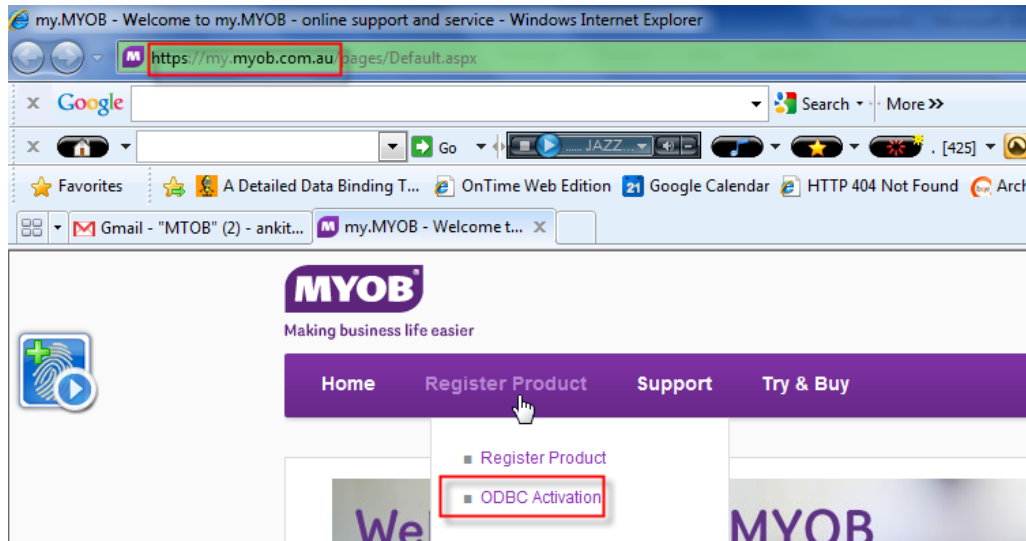 my.MYOB - Welcome to my.MYOB - online support and service - Windows Internet Explorer
https://my.myob.com.au/pages/Default.aspx
x Google Search More >>
x Go ...... JAZZ... . [425]
Favorites A Detailed Data Binding T... OnTime Web Edition 21 Google Calendar HTTP 404 Not Found Arch
Gmail - "MTOB" (2) - ankit... my.MYOB - Welcome t... x
MYOB
Making business life easier
Home Register Product Support Try & Buy
Register Product
ODBC Activation
Wel MYOB